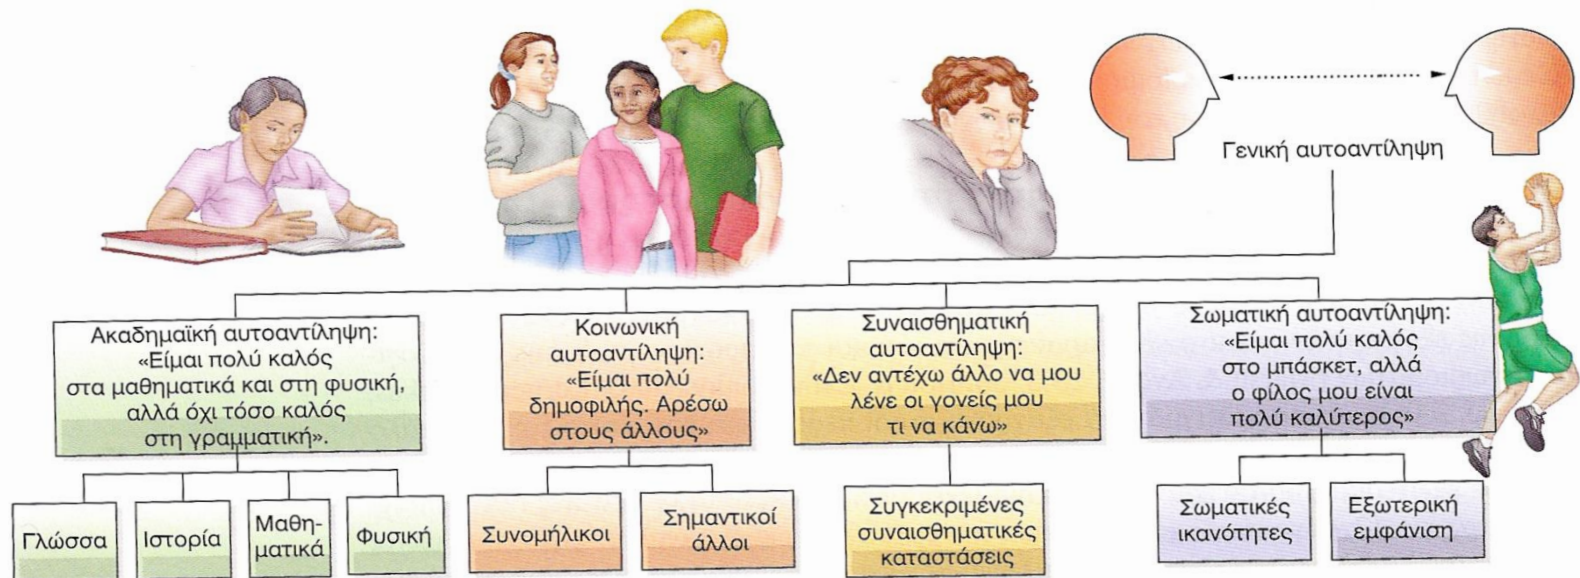 Γενική αυτοαντίληψη
Ακαδημαϊκή αυτοαντίληψη:
«Είμαι πολύ καλός
στα μαθηματικά και στη φυσική,
αλλά όχι τόσο καλός
στη γραμματική».
Κοινωνική
αυτοαντίληψη:
«Είμαι πολύ
δημοφιλής. Αρέσω
στους άλλους»
Συναισθηματική
αυτοαντίληψη:
«Δεν αντέχω άλλο να μου
λένε οι γονείς μου
τι να κάνω»
Σωματική αυτοαντίληψη:
«Είμαι πολύ καλός
στο μπάσκετ, αλλά
ο φίλος μου είναι
πολύ καλύτερος»
Γλώσσα
Ιστορία
Μαθη-
ματικά
Φυσική
Συνομήλικοι
Σημαντικοί
άλλοι
Συγκεκριμένες
συναισθηματικές
καταστάσεις
Σωματικές
ικανότητες
Εξωτερική
εμφάνιση